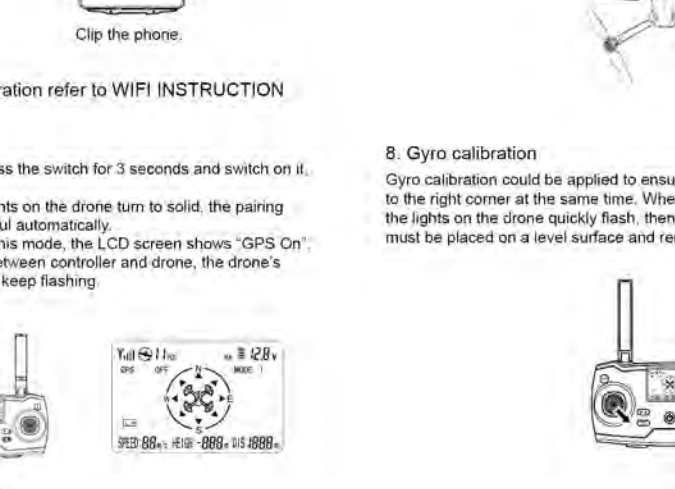 Clip the phone.
ration refer to WIFI INSTRUCTION
ss the switch for 3 seconds and switch on it,
nts on the drone turn to solid, the pairing
ul automatically.
his mode, the LCD screen shows “GPS On”,
etween controller and drone, the drone's
keep flashing.
11
12.8 v
GPS OFF N MODE 1
W E
S
SPEED 88 HEIGH -888 DIS 1888
8. Gyro calibration
Gyro calibration could be applied to ensu
to the right corner at the same time. Whe
the lights on the drone quickly flash, then
must be placed on a level surface and re